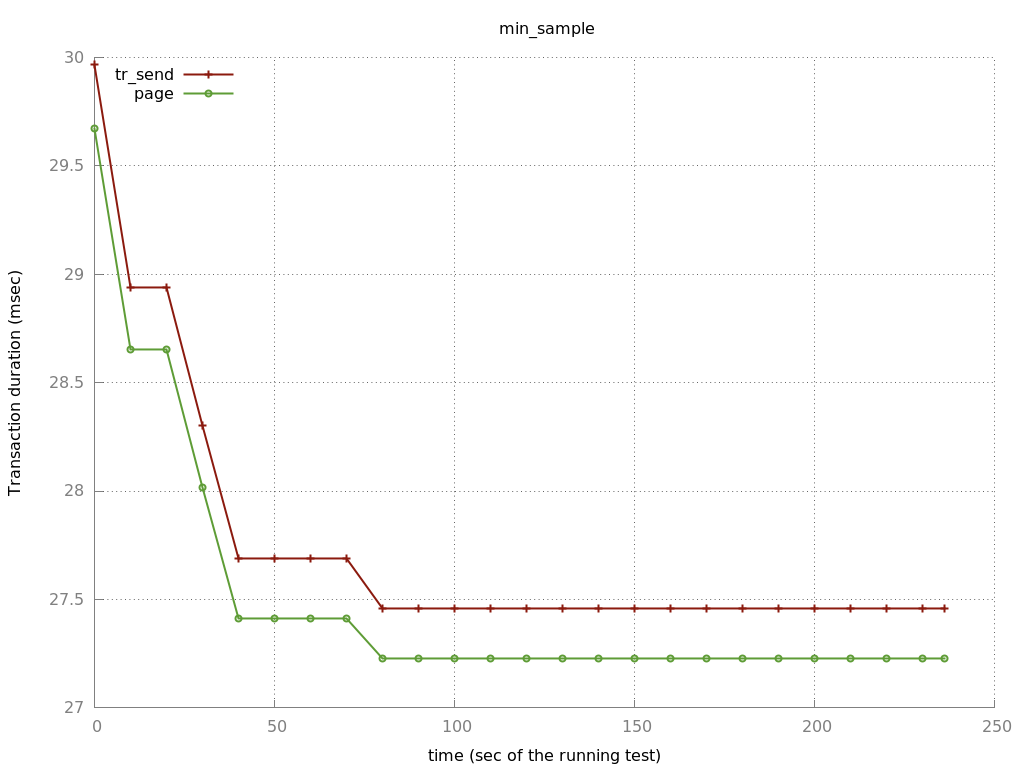 min_sample
tr_send
page
30
29.5
29
28.5
28
27.5
27
Transaction duration (msec)
0 50 100 150 200 250
time (sec of the running test)